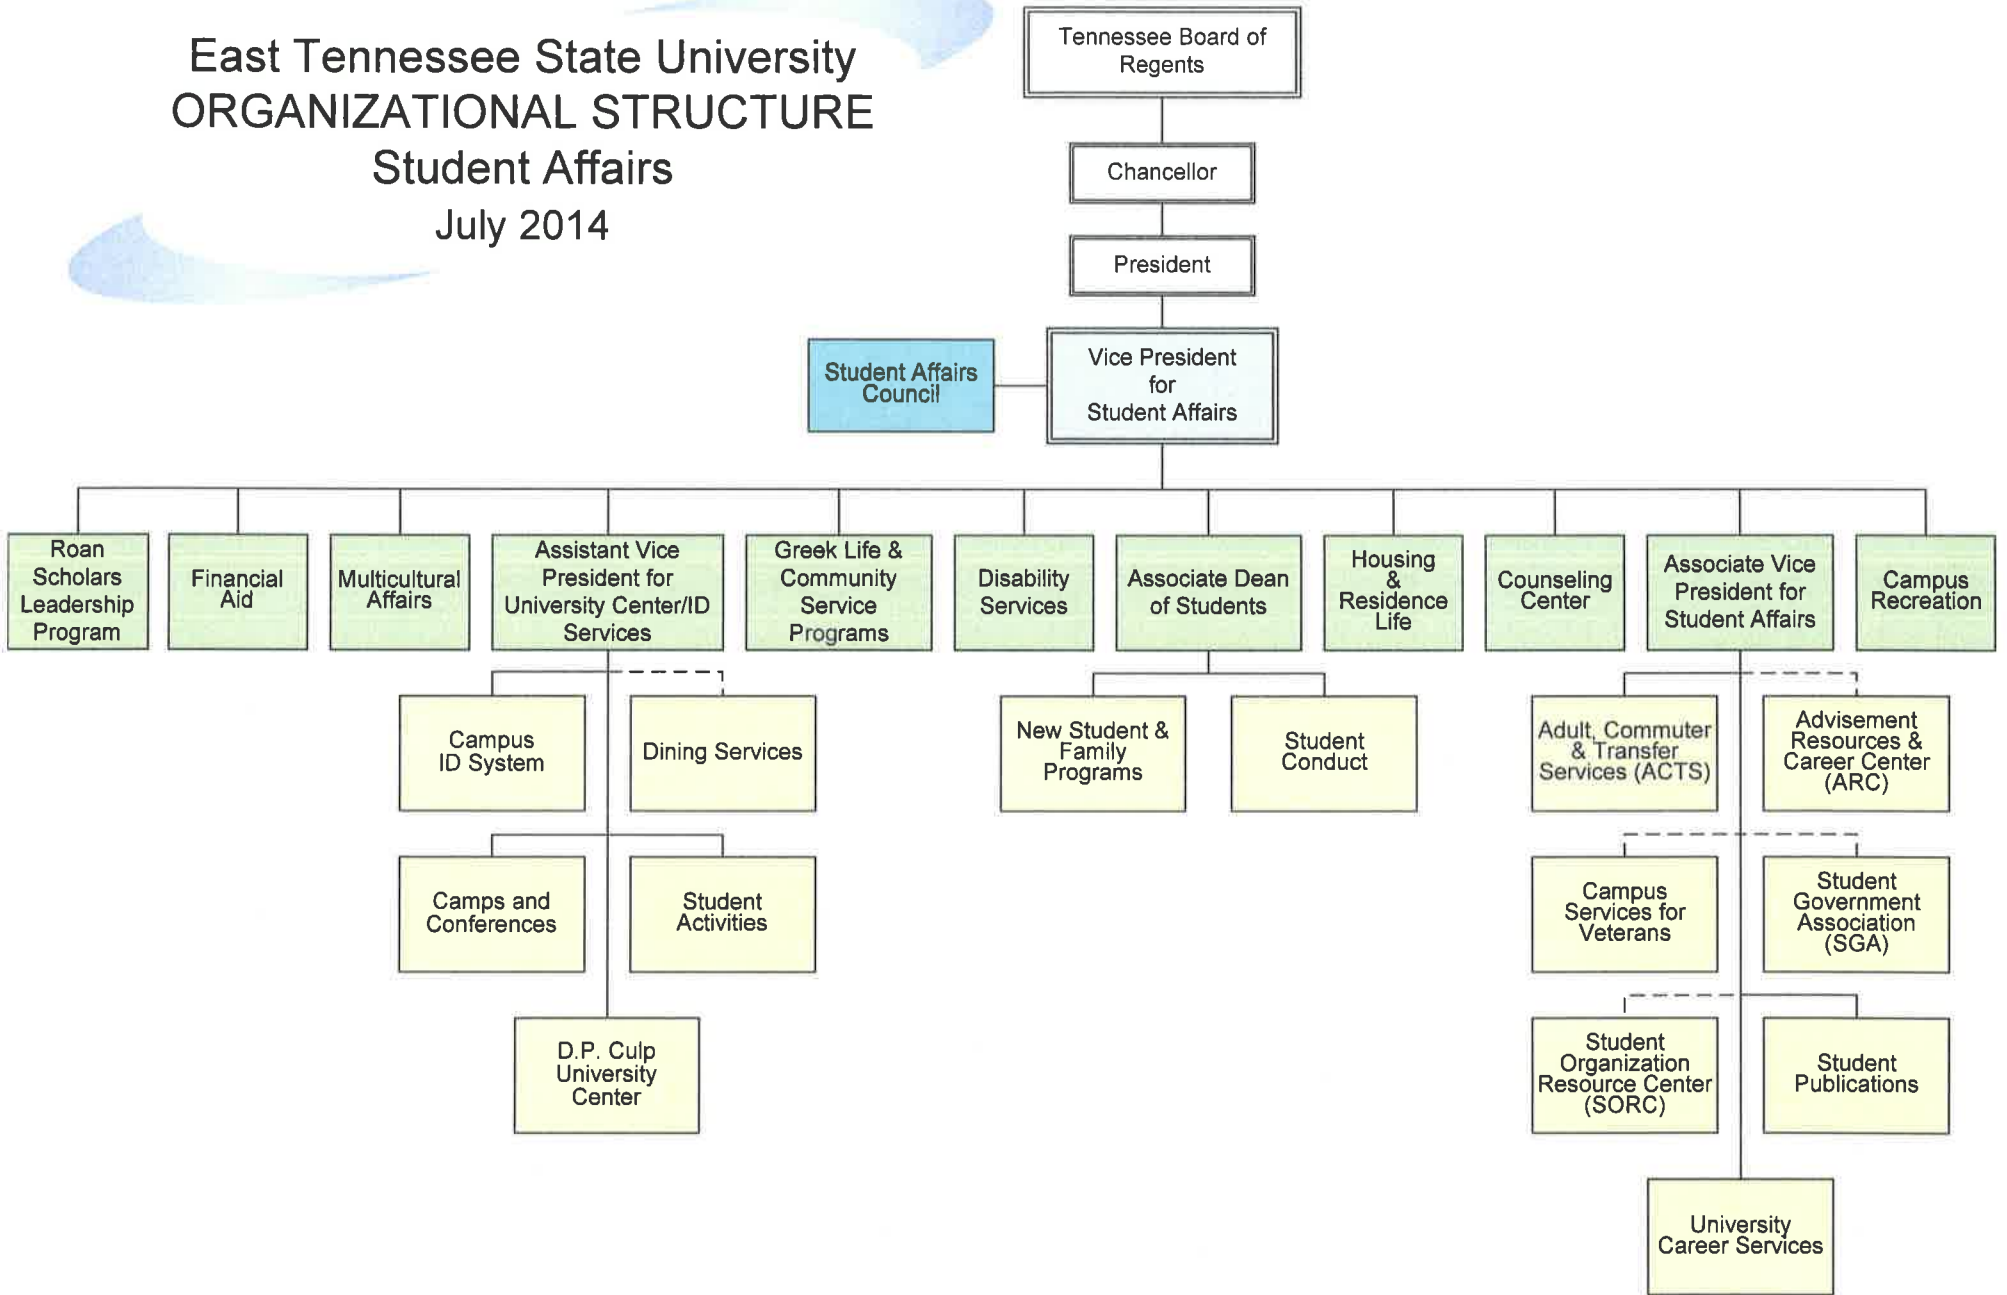 East Tennessee State University
ORGANIZATIONAL STRUCTURE
Student Affairs
July 2014
Tennessee Board of
Regents
Chancellor
President
Student Affairs
Council
Vice President
for
Student Affairs
Roan
Scholars
Leadership
Program
Financial
Aid
Multicultural
Affairs
Assistant Vice
President for
University Center/ID
Services
Greek Life &
Community
Service
Programs
Disability
Services
Associate Dean
of Students
Housing
&
Residence
Life
Counseling
Center
Associate Vice
President for
Student Affairs
Campus
Recreation
Campus
ID System
Dining Services
New Student &
Family
Programs
Student
Conduct
Adult, Commuter
& Transfer
Services (ACTS)
Advisement
Resources &
Career Center
(ARC)
Camps and
Conferences
Student
Activities
Campus
Services for
Veterans
Student
Government
Association
(SGA)
D.P. Culp
University
Center
Student
Organization
Resource Center
(SORC)
Student
Publications
University
Career Services